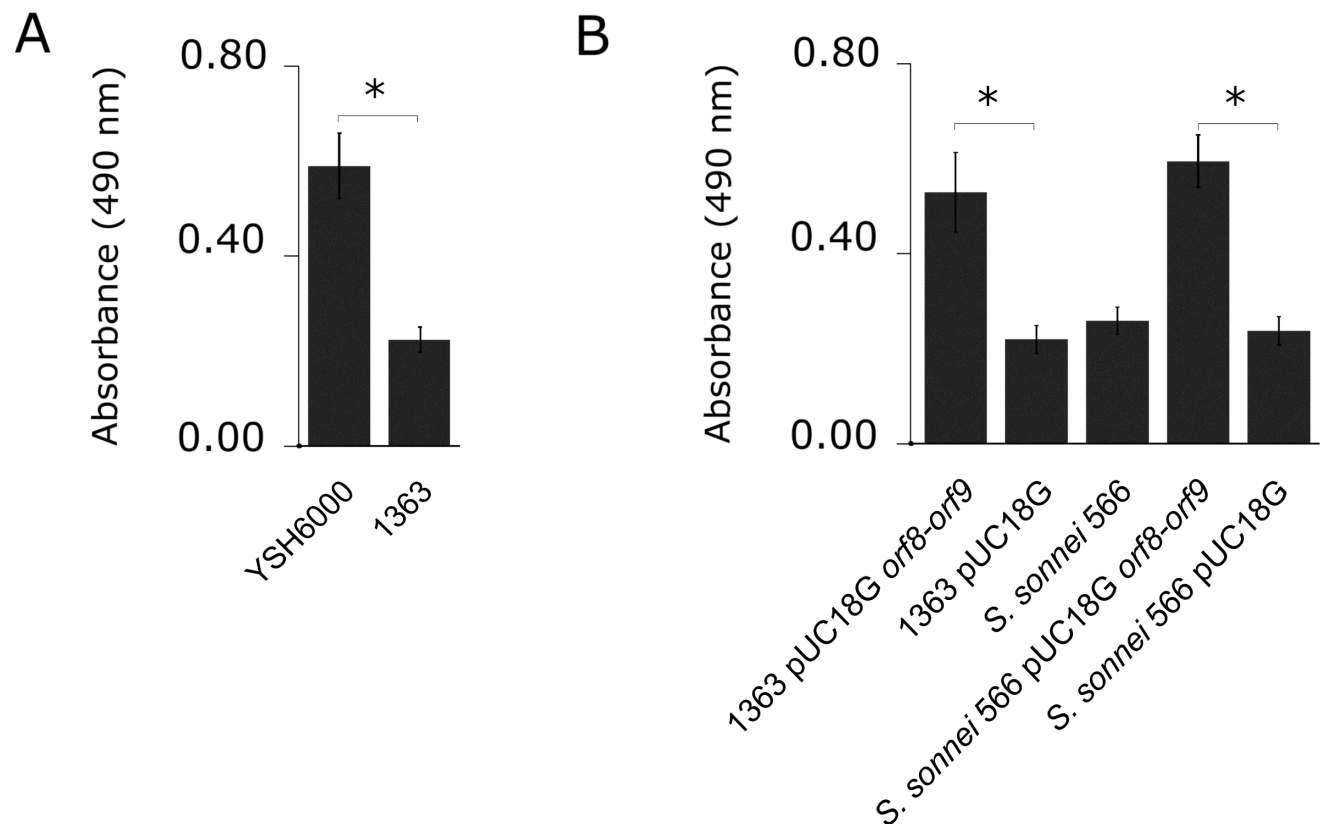 A
Absorbance (490 nm)
0.80
0.40
0.00
*
YSH6000
1363
B
Absorbance (490 nm)
0.80
0.40
0.00
*
*
1363 pUC18G orf8-orf9
1363 pUC18G
S. sonnei 566
S. sonnei 566 pUC18G orf8-orf9
S. sonnei 566 pUC18G